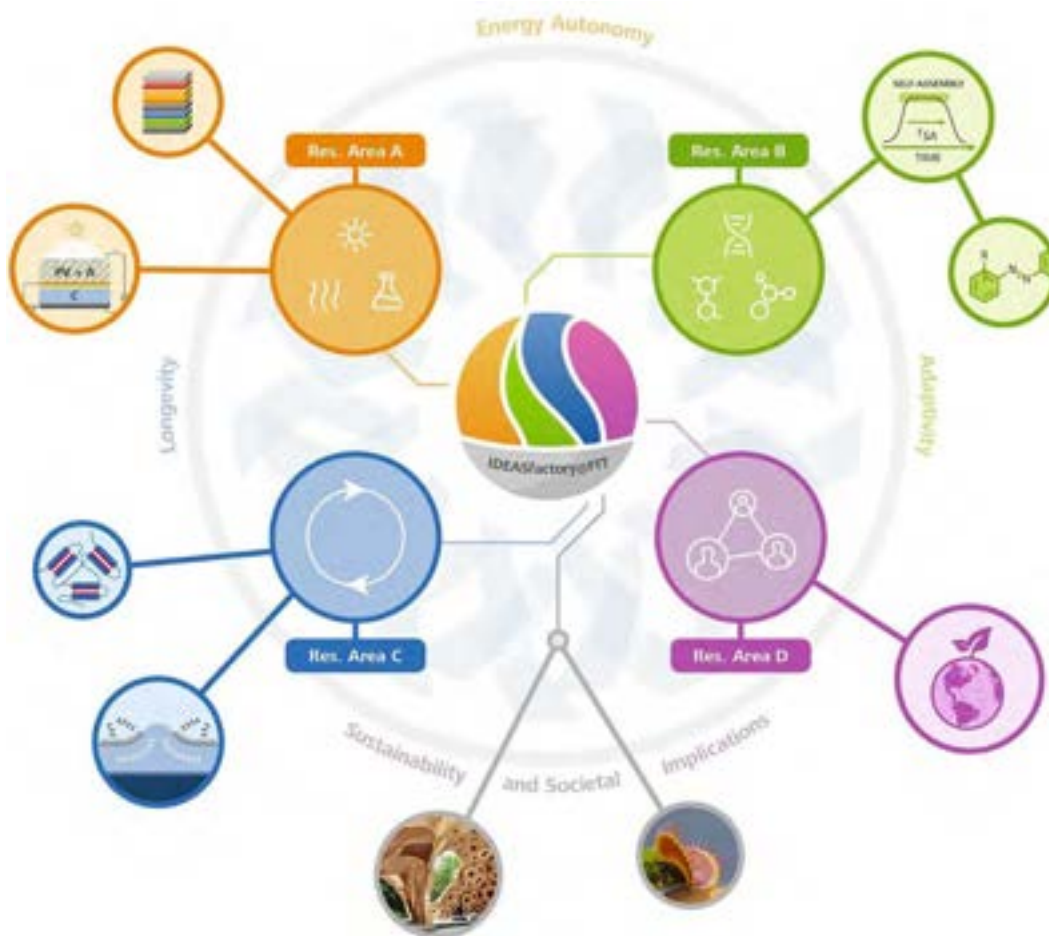 Energy Autonomy
SELF-ASSEMBLY
Res. Area A
Res. Area B
TSA
TIME
N
N
C
Longevity
Adaptivity
IDEASfactory@FIT
Res. Area C
Res. Area D
Sustainability
and Societal
Implications